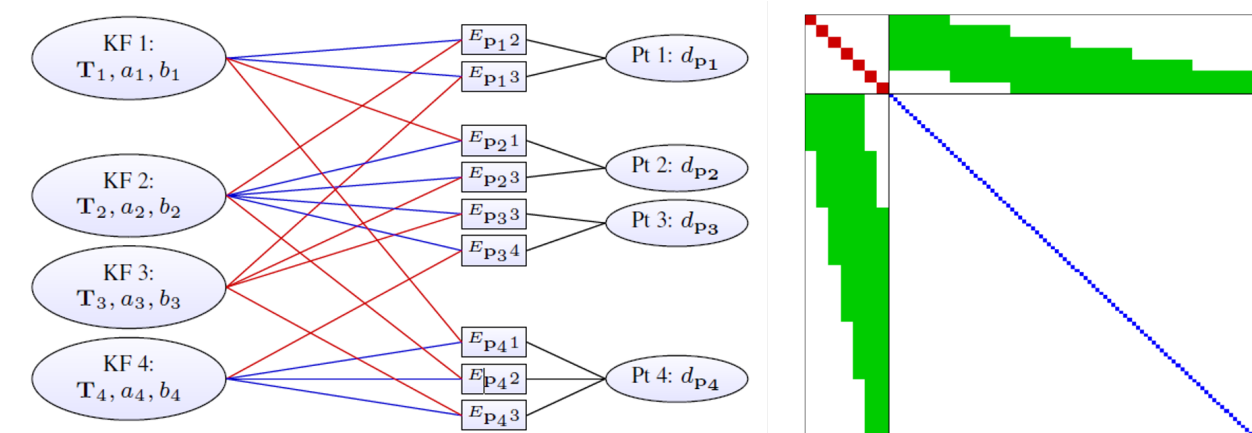 KF 1:
T₁, a₁, b₁
KF 2:
T₂, a₂, b₂
KF 3:
T₃, a₃, b₃
KF 4:
T₄, a₄, b₄
Eₚ₁2
Eₚ₁3
Eₚ₂1
Eₚ₂3
Eₚ₃3
Eₚ₃4
Eₚ₄1
Eₚ₄2
Eₚ₄3
Pt 1: dₚ₁
Pt 2: dₚ₂
Pt 3: dₚ₃
Pt 4: dₚ₄